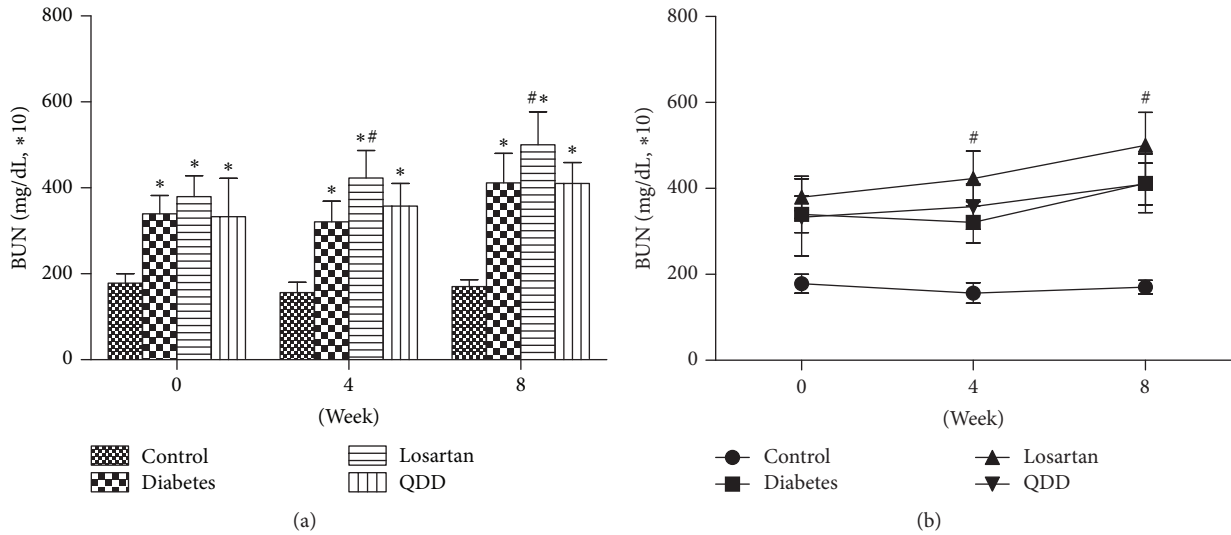 800
600
400
200
0
BUN (mg/dL, ∗10)
∗ ∗ ∗
∗ ∗# ∗
∗ #∗ ∗
0 4 8
(Week)
Control Losartan
Diabetes QDD
(a)
800
600
400
200
0
BUN (mg/dL, ∗10)
# #
0 4 8
(Week)
Control Losartan
Diabetes QDD
(b)